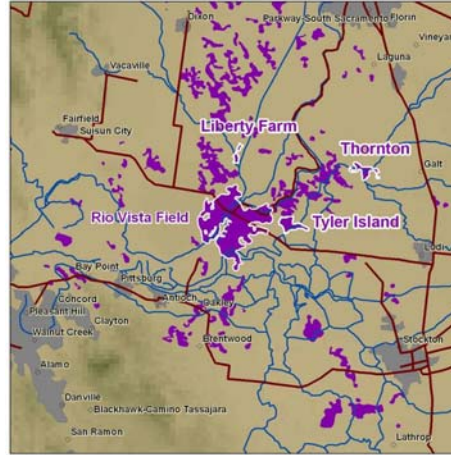 Dixon
Parkway-South Sacramento
Florin
Vineyar
Laguna
Vacaville
Fairfield
Suisun City
Liberty Farm
Thornton
Galt
Rio Vista Field
Tyler Island
Lodi
Bay Point
Pittsburg
Antioch
Oakley
Concord
Pleasant Hill
Clayton
Walnut Creek
Brentwood
Stockton
Alamo
Danville
Blackhawk-Camino Tassajara
San Ramon
Lathrop